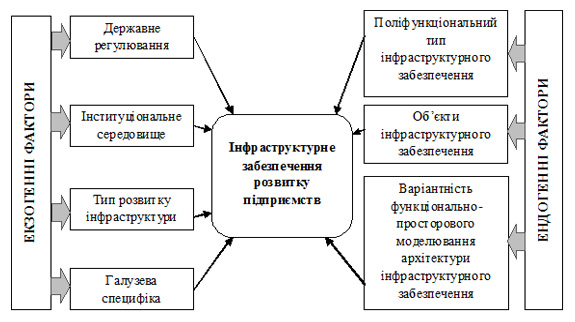 ЕКЗОГЕННІ ФАКТОРИ
Державне
регулювання
Інституціональне
середовище
Тип розвитку
інфраструктури
Галузева
специфіка
Інфраструктурне
забезпечення
розвитку
підприємств
Поліфункціональний
тип
інфраструктурного
забезпечення
Об’єкти
інфраструктурного
забезпечення
Варіантність
функціонально-
просторового
моделювання
архітектури
інфраструктурного
забезпечення
ЕНДОГЕННІ ФАКТОРИ